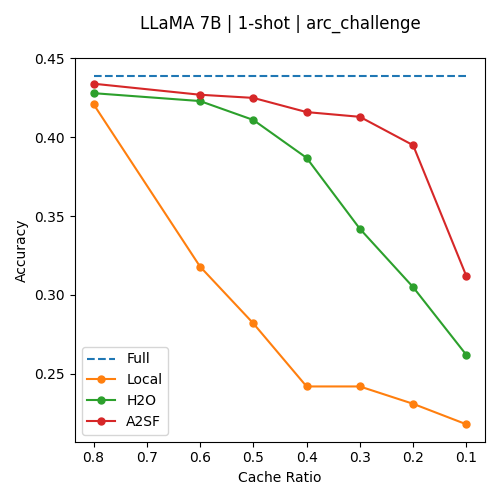 LLaMA 7B | 1-shot | arc_challenge
0.45
0.40
0.35
0.30
0.25
Accuracy
Full
Local
H2O
A2SF
0.8 0.7 0.6 0.5 0.4 0.3 0.2 0.1
Cache Ratio